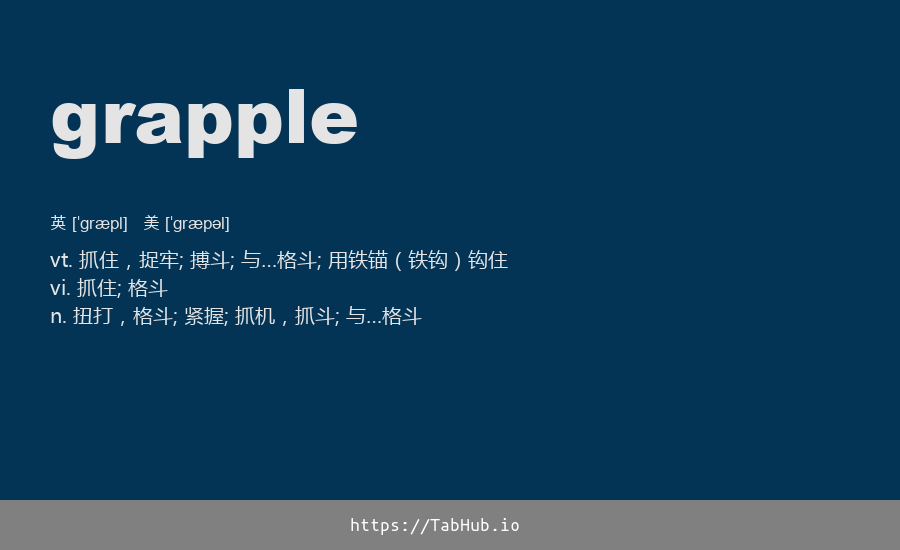 grapple
英 [ˈɡræpl]   美 [ˈɡræpəl]
vt. 抓住，捉牢; 搏斗; 与…格斗; 用铁锚（铁钩）钩住
vi. 抓住; 格斗
n. 扭打，格斗; 紧握; 抓机，抓斗; 与…格斗
https://TabHub.io